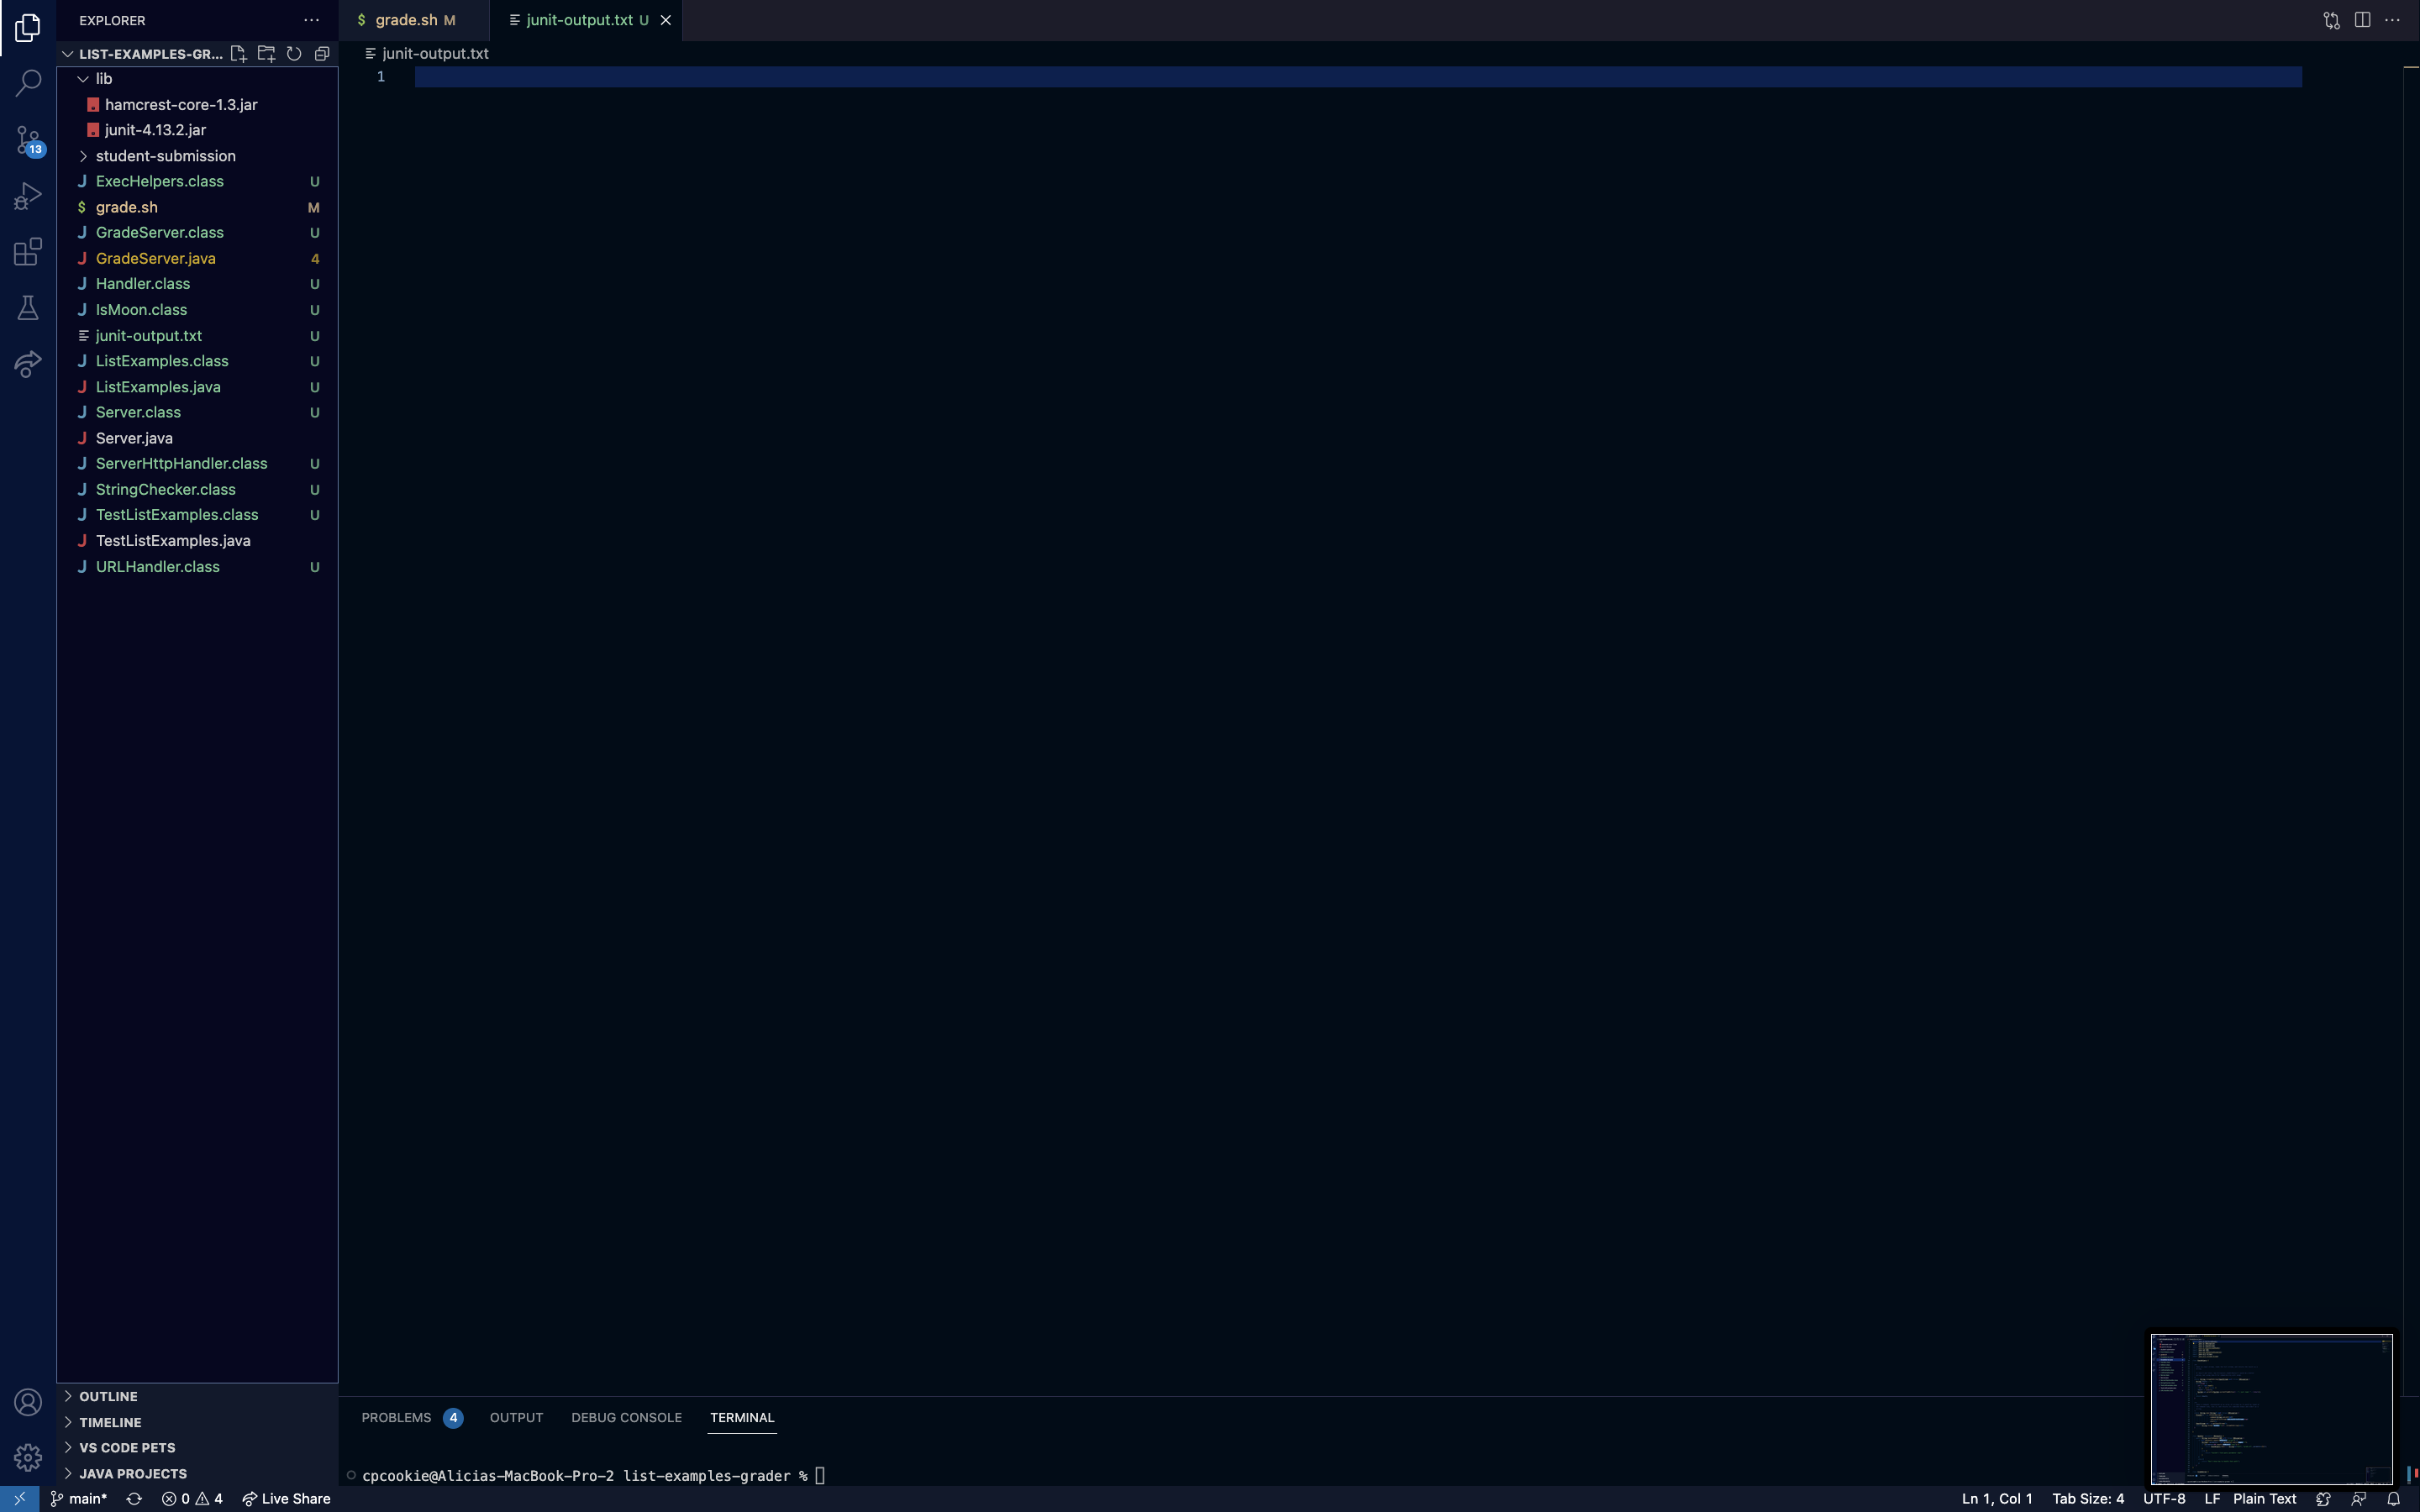 EXPLORER
LIST-EXAMPLES-GR...
lib
hamcrest-core-1.3.jar
junit-4.13.2.jar
student-submission
ExecHelpers.class U
grade.sh M
GradeServer.class U
GradeServer.java 4
Handler.class U
IsMoon.class U
junit-output.txt U
ListExamples.class U
ListExamples.java U
Server.class U
Server.java
ServerHttpHandler.class U
StringChecker.class U
TestListExamples.class U
TestListExamples.java
URLHandler.class U
13
OUTLINE
TIMELINE
VS CODE PETS
JAVA PROJECTS
$ grade.sh M
junit-output.txt U
junit-output.txt
1
PROBLEMS 4 OUTPUT DEBUG CONSOLE TERMINAL
cpcookie@Alicias-MacBook-Pro-2 list-examples-grader %
main* 0 4 Live Share
Ln 1, Col 1 Tab Size: 4 UTF-8 LF Plain Text